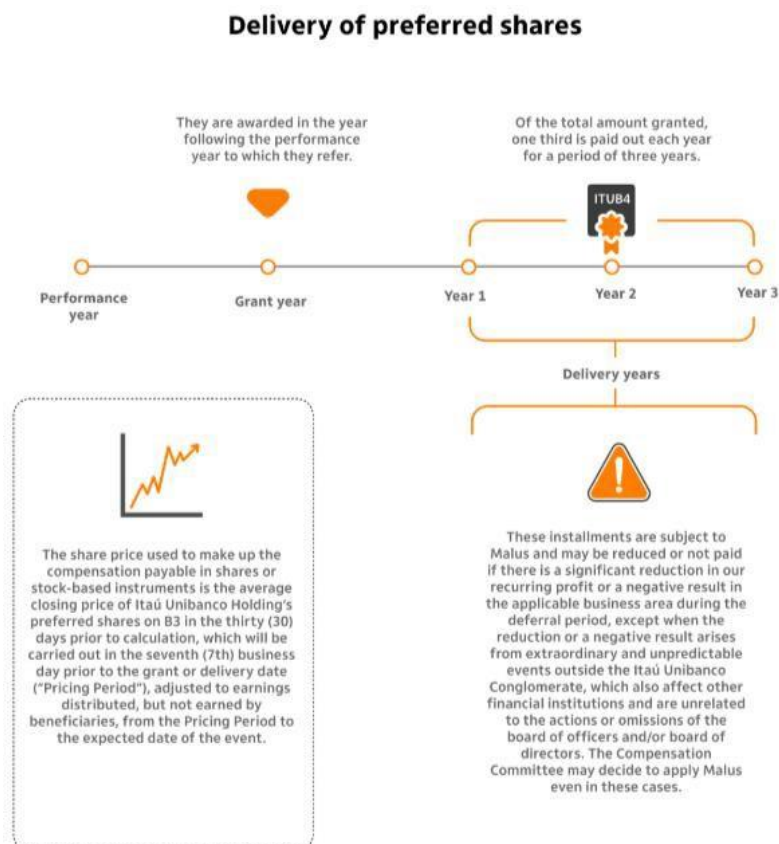 Delivery of preferred shares
They are awarded in the year
following the performance
year to which they refer.
Of the total amount granted,
one third is paid out each year
for a period of three years.
ITUB4
Performance
year
Grant year
Year 1
Year 2
Year 3
Delivery years
The share price used to make up the
compensation payable in shares or
stock-based instruments is the average
closing price of Itaú Unibanco Holding's
preferred shares on B3 in the thirty (30)
days prior to calculation, which will be
carried out in the seventh (7th) business
day prior to the grant or delivery date
("Pricing Period"), adjusted to earnings
distributed, but not earned by
beneficiaries, from the Pricing Period to
the expected date of the event.
These installments are subject to
Malus and may be reduced or not paid
if there is a significant reduction in our
recurring profit or a negative result in
the applicable business area during the
deferral period, except when the
reduction or a negative result arises
from extraordinary and unpredictable
events outside the Itaú Unibanco
Conglomerate, which also affect other
financial institutions and are unrelated
to the actions or omissions of the
board of officers and/or board of
directors. The Compensation
Committee may decide to apply Malus
even in these cases.